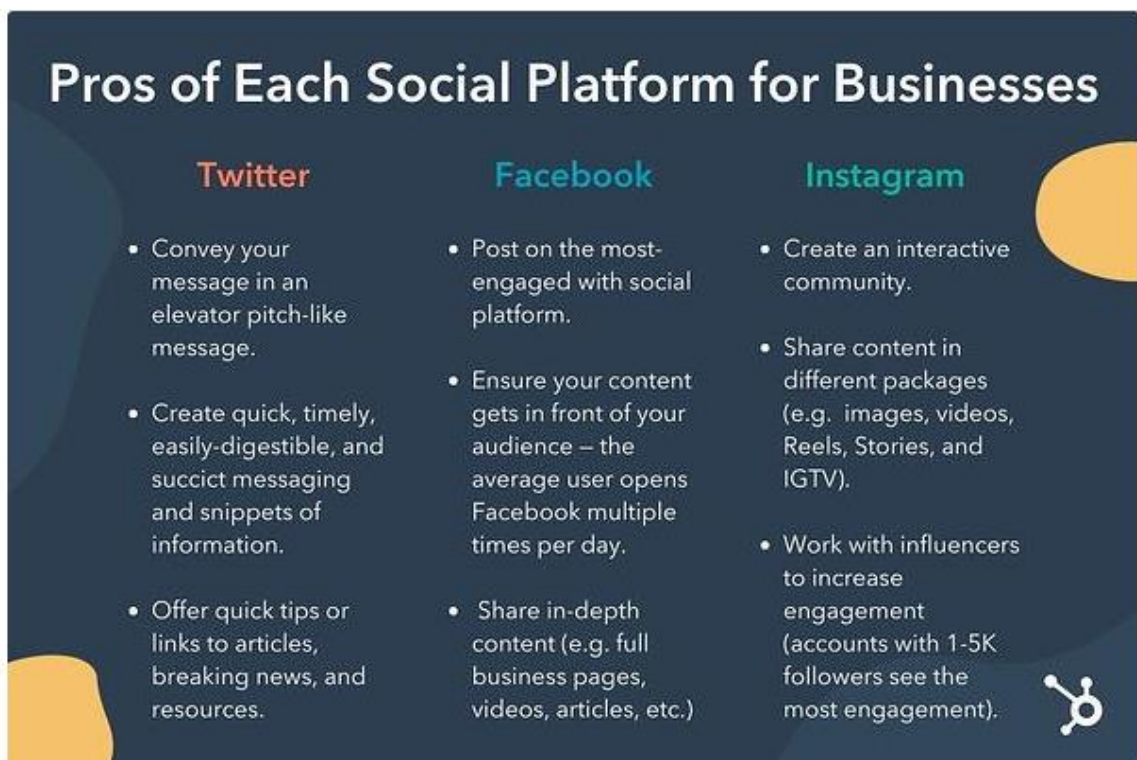 Pros of Each Social Platform for Businesses
Twitter
• Convey your
message in an
elevator pitch-like
message.
• Create quick, timely,
easily-digestible, and
succict messaging
and snippets of
information.
• Offer quick tips or
links to articles,
breaking news, and
resources.
Facebook
• Post on the most-
engaged with social
platform.
• Ensure your content
gets in front of your
audience – the
average user opens
Facebook multiple
times per day.
• Share in-depth
content (e.g. full
business pages,
videos, articles, etc.)
Instagram
• Create an interactive
community.
• Share content in
different packages
(e.g. images, videos,
Reels, Stories, and
IGTV).
• Work with influencers
to increase
engagement
(accounts with 1-5K
followers see the
most engagement).